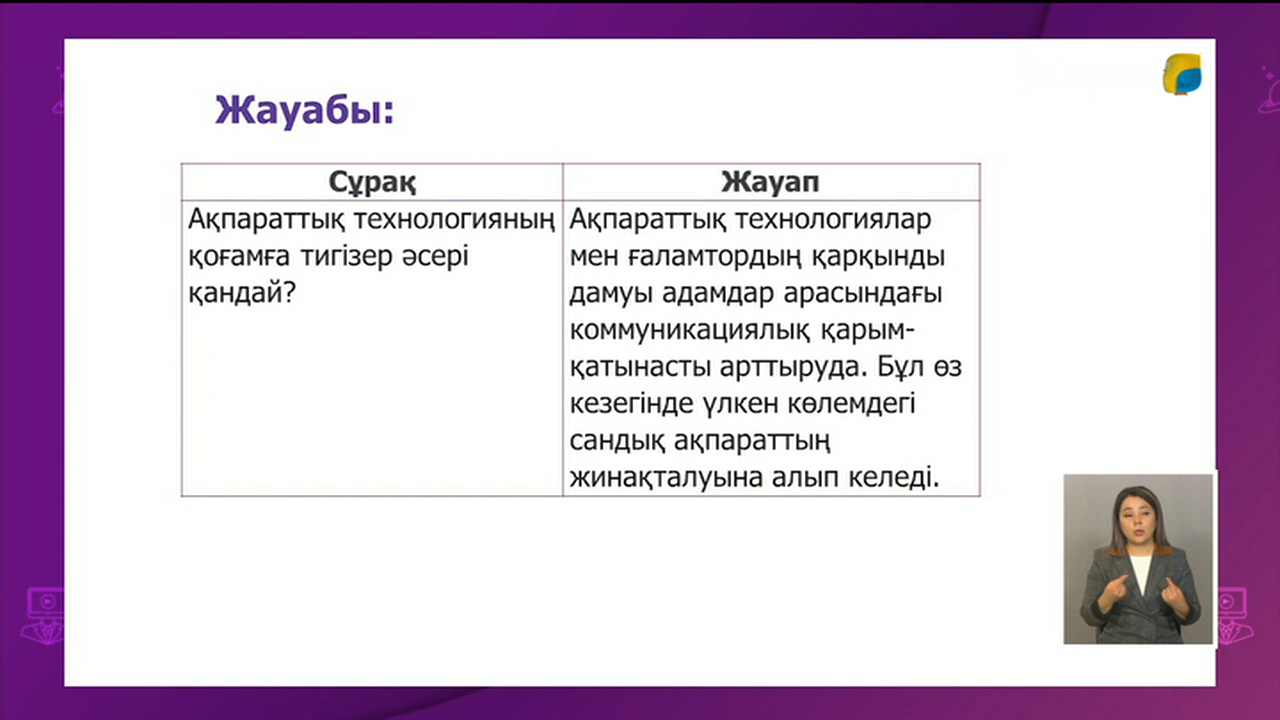 Жауабы:
Сұрақ
Жауап
Ақпараттық технологияның
қоғамға тигізер әсері
қандай?
Ақпараттық технологиялар
мен ғаламтордың қарқынды
дамуы адамдар арасындағы
коммуникациялық қарым-
қатынасты арттыруда. Бұл өз
кезегінде үлкен көлемдегі
сандық ақпараттың
жинақталуына алып келеді.